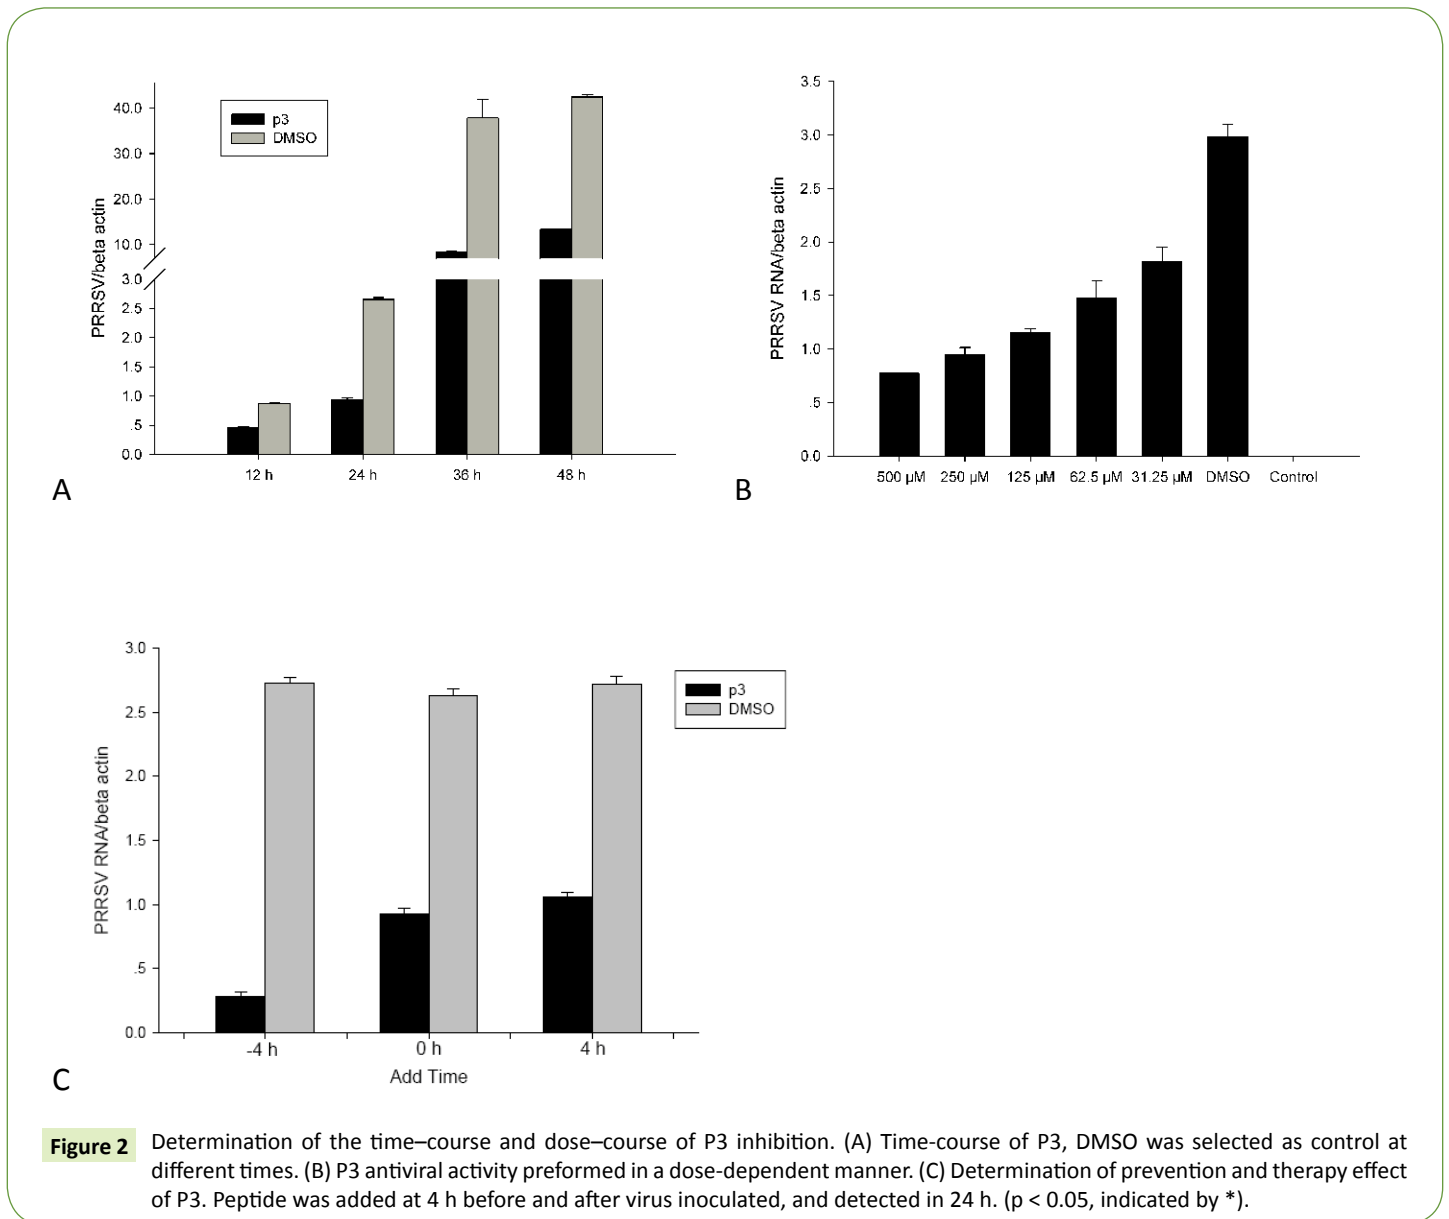 40.0
30.0
20.0
10.0
3.0
2.5
2.0
1.5
1.0
.5
0.0
PRRSV/beta actin
p3
DMSO
12 h
24 h
36 h
48 h
A
3.5
3.0
2.5
2.0
1.5
1.0
.5
0.0
PRRSV RNA/beta actin
500 µM
250 µM
125 µM
62.5 µM
31.25 µM
DMSO
Control
B
3.0
2.5
2.0
1.5
1.0
.5
0.0
PRRSV RNA/beta actin
p3
DMSO
-4 h
0 h
4 h
Add Time
C
Figure 2 Determination of the time–course and dose–course of P3 inhibition. (A) Time-course of P3, DMSO was selected as control at
different times. (B) P3 antiviral activity preformed in a dose-dependent manner. (C) Determination of prevention and therapy effect
of P3. Peptide was added at 4 h before and after virus inoculated, and detected in 24 h. (p < 0.05, indicated by *).